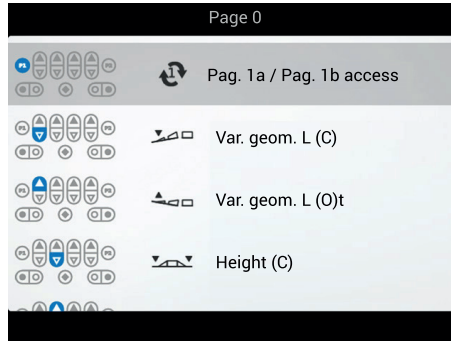 Page 0
Pag. 1a / Pag. 1b access
Var. geom. L (C)
Var. geom. L (O)t
Height (C)